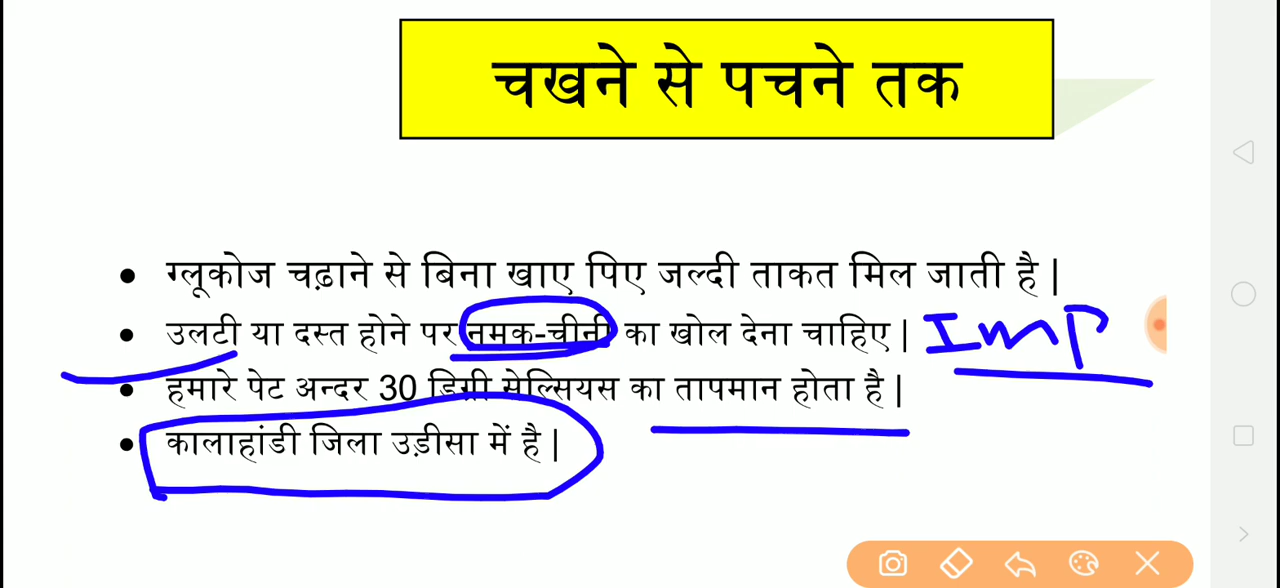 चखने से पचने तक
• ग्लूकोज चढ़ाने से बिना खाए पिए जल्दी ताकत मिल जाती है |
• उलटी या दस्त होने पर नमक-चीनी का खोल देना चाहिए | Imp
• हमारे पेट अन्दर 30 डिग्री सेल्सियस का तापमान होता है |
• कालाहांडी जिला उड़ीसा में है |